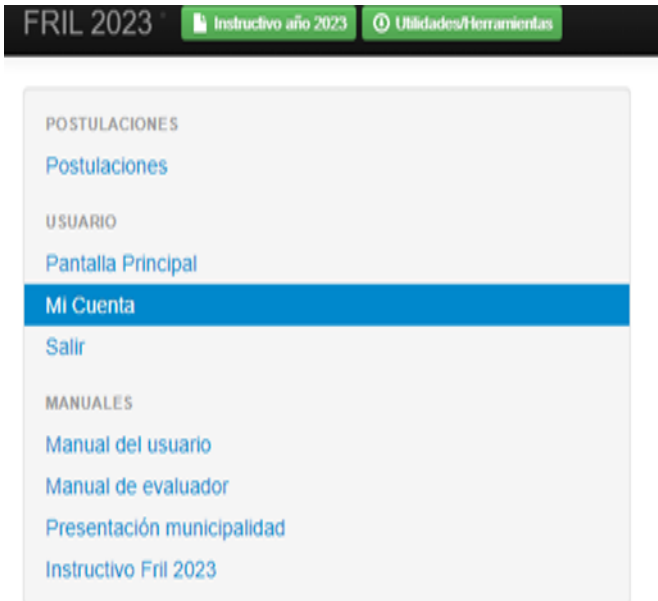 FRIL 2023 Instructivo año 2023 Utilidades/Herramientas
POSTULACIONES
Postulaciones
USUARIO
Pantalla Principal
Mi Cuenta
Salir
MANUALES
Manual del usuario
Manual de evaluador
Presentación municipalidad
Instructivo Fril 2023